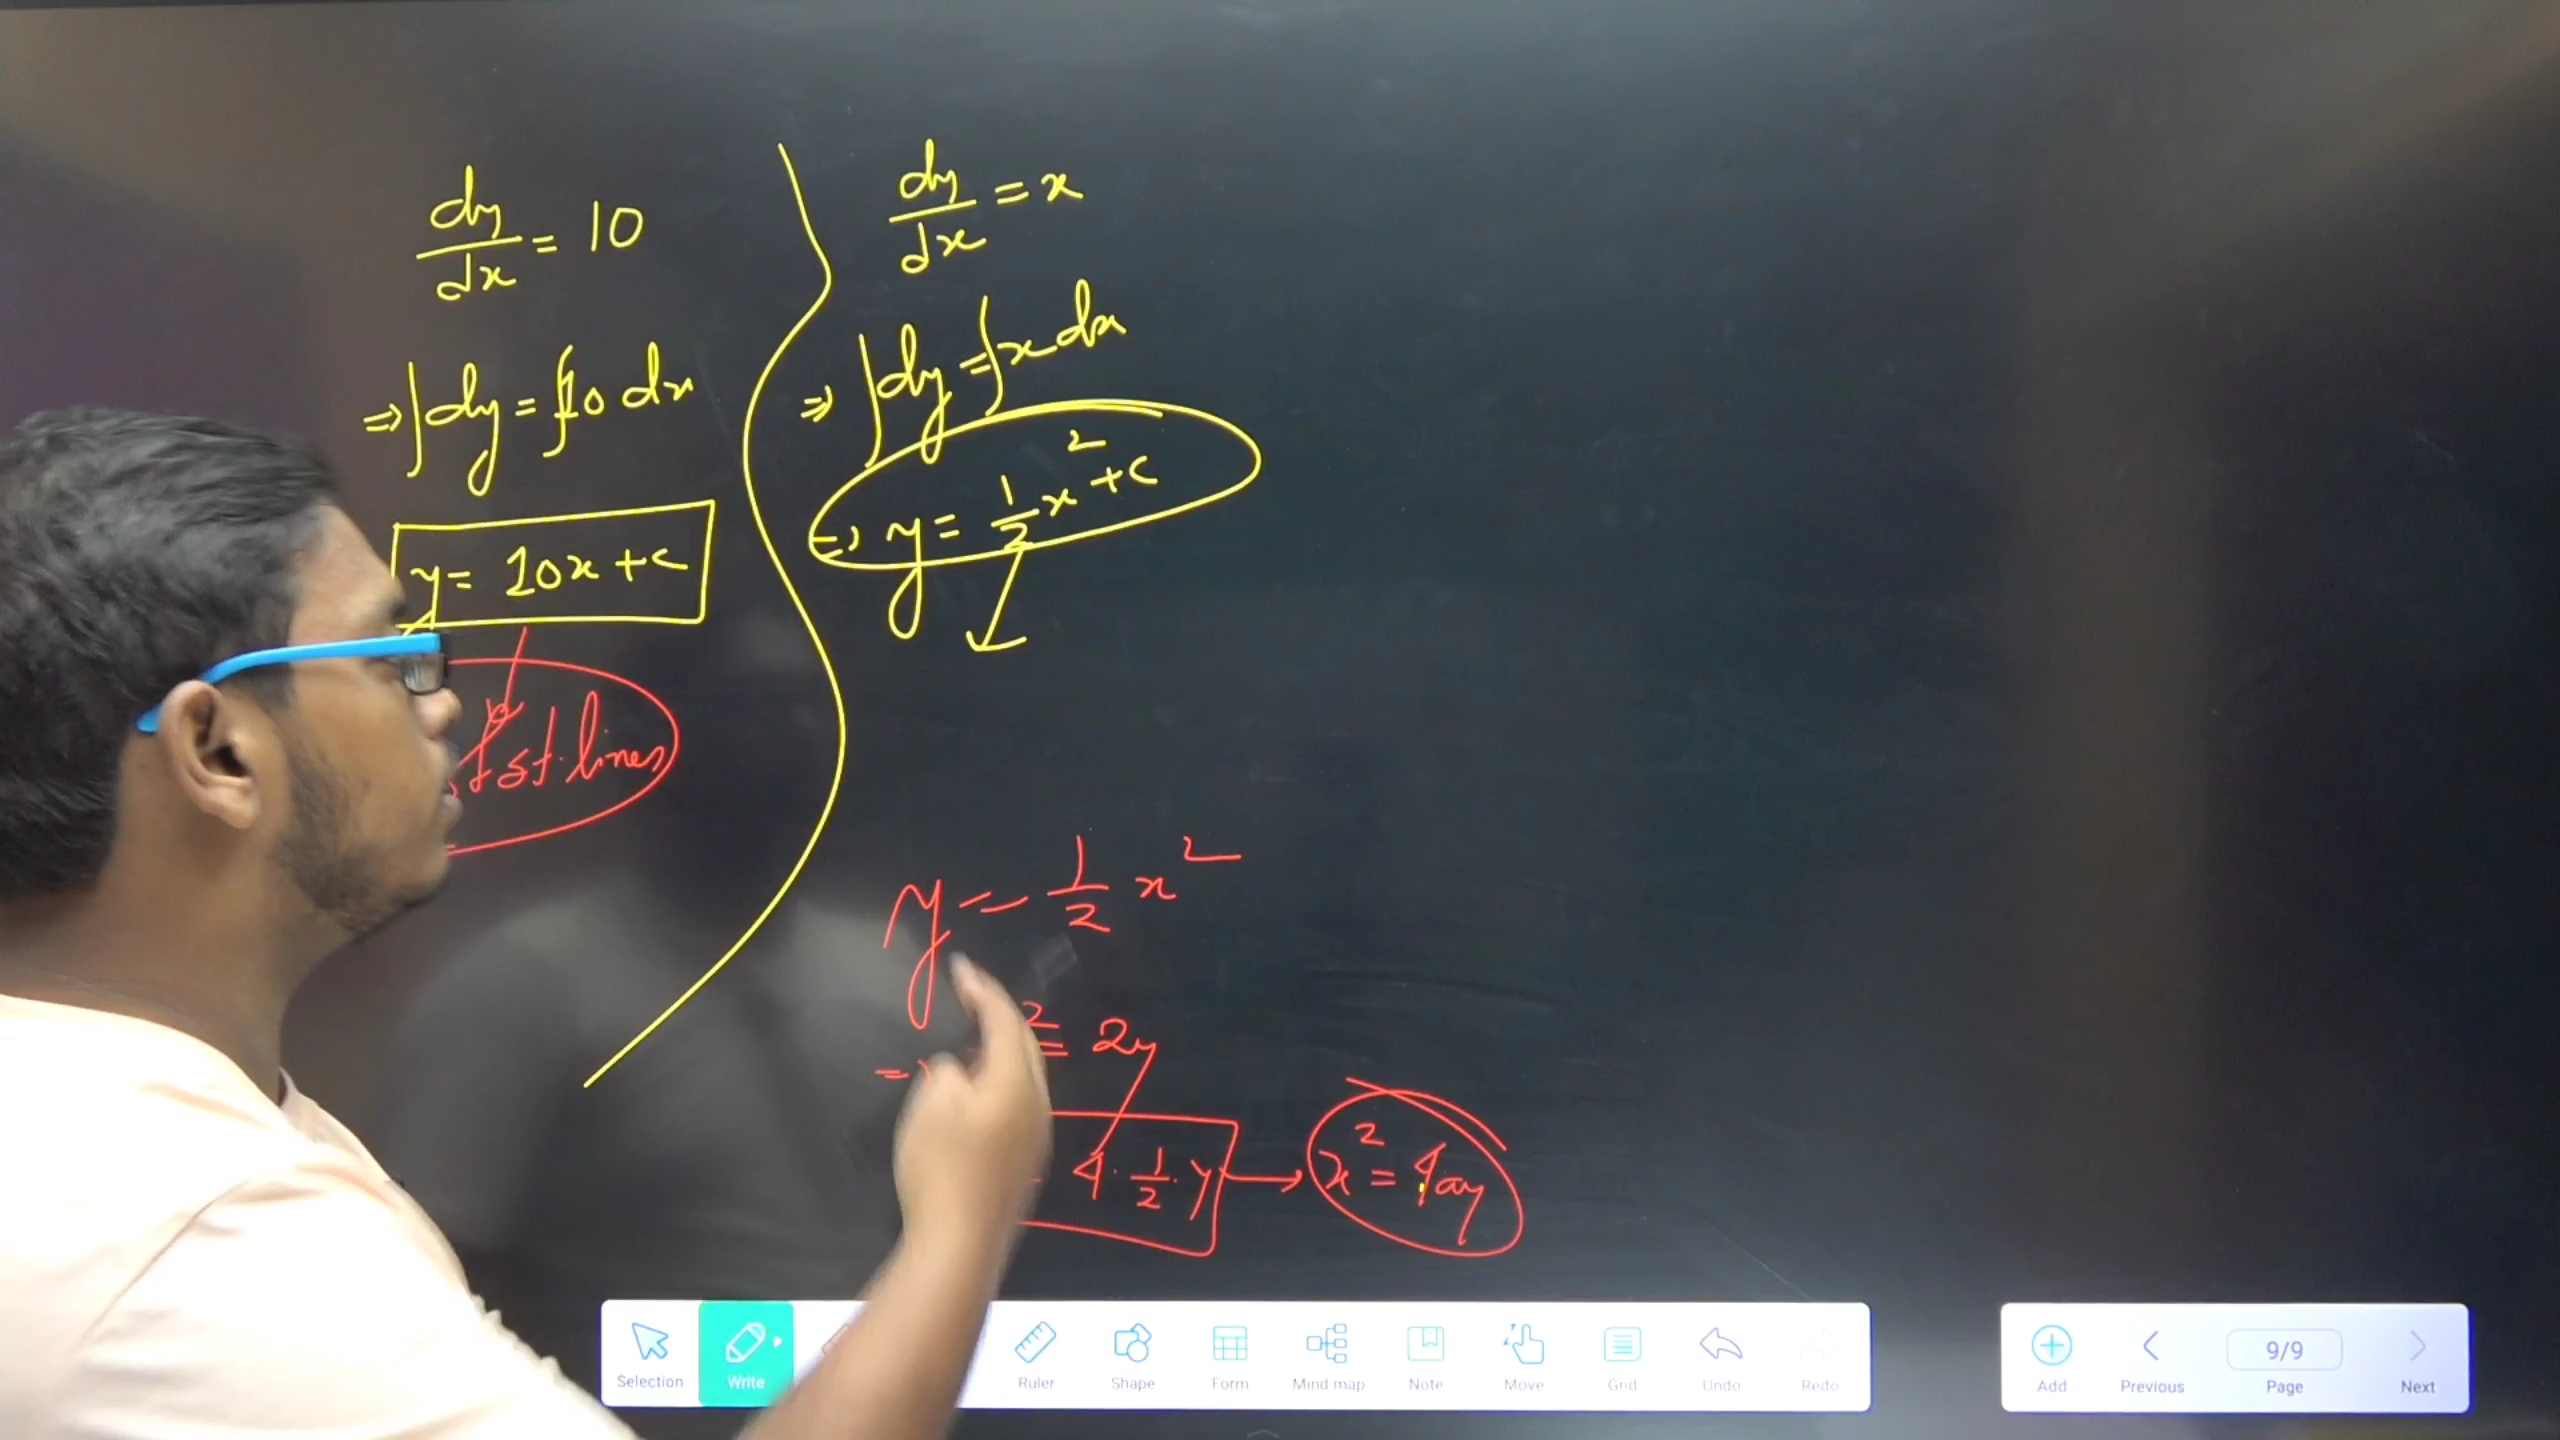 dy/dx = 10
⇒ ∫dy = ∫10 dx
y = 10x + c
st. lines
dy/dx = x
⇒ ∫dy = ∫x dx
⇒ y = 1/2 x² + c
y = 1/2 x²
⇒ ² = 2y
4 · 1/2 · y → x² = 4ay
Selection Write Ruler Shape Form Mind map Note Move Grid Undo Redo
Add Previous 9/9 Page Next